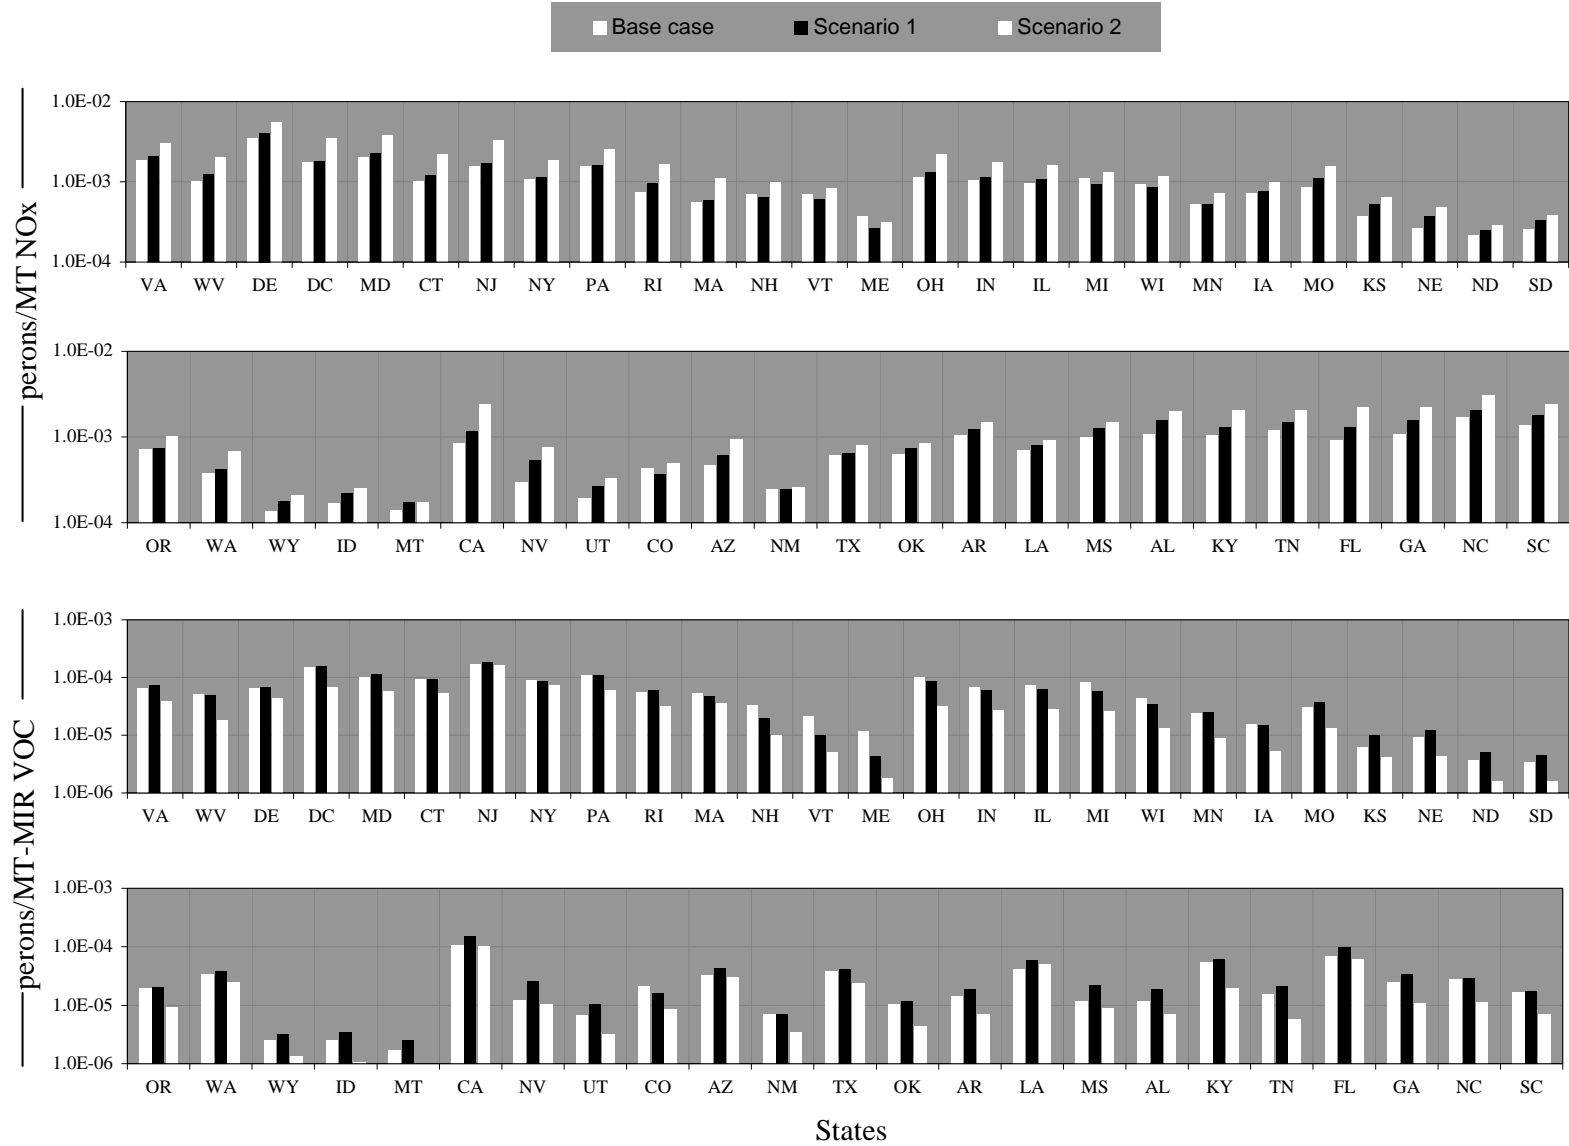 Base case Scenario 1 Scenario 2
perons/MT NOx
1.0E-02
1.0E-03
1.0E-04
VA WV DE DC MD CT NJ NY PA RI MA NH VT ME OH IN IL MI WI MN IA MO KS NE ND SD
1.0E-02
1.0E-03
1.0E-04
OR WA WY ID MT CA NV UT CO AZ NM TX OK AR LA MS AL KY TN FL GA NC SC
perons/MT-MIR VOC
1.0E-03
1.0E-04
1.0E-05
1.0E-06
VA WV DE DC MD CT NJ NY PA RI MA NH VT ME OH IN IL MI WI MN IA MO KS NE ND SD
1.0E-03
1.0E-04
1.0E-05
1.0E-06
OR WA WY ID MT CA NV UT CO AZ NM TX OK AR LA MS AL KY TN FL GA NC SC
States